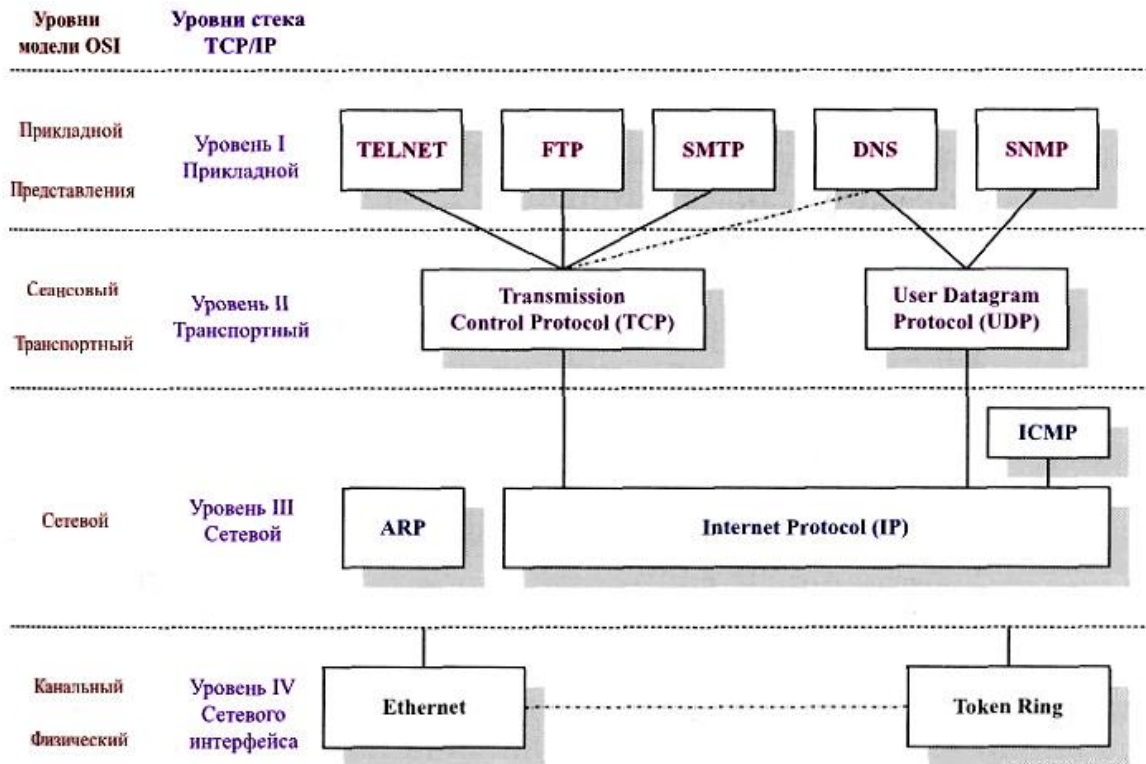 Уровни
модели OSI
Уровни стека
TCP/IP
Прикладной
Представления
Уровень I
Прикладной
TELNET
FTP
SMTP
DNS
SNMP
Сеансовый
Транспортный
Уровень II
Транспортный
Transmission
Control Protocol (TCP)
User Datagram
Protocol (UDP)
ICMP
Сетевой
Уровень III
Сетевой
ARP
Internet Protocol (IP)
Канальный
Физический
Уровень IV
Сетевого
интерфейса
Ethernet
Token Ring